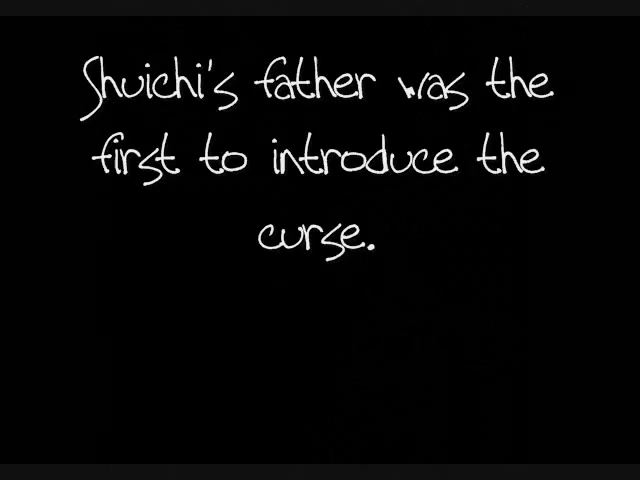 Shuichi's father was the
first to introduce the
curse.